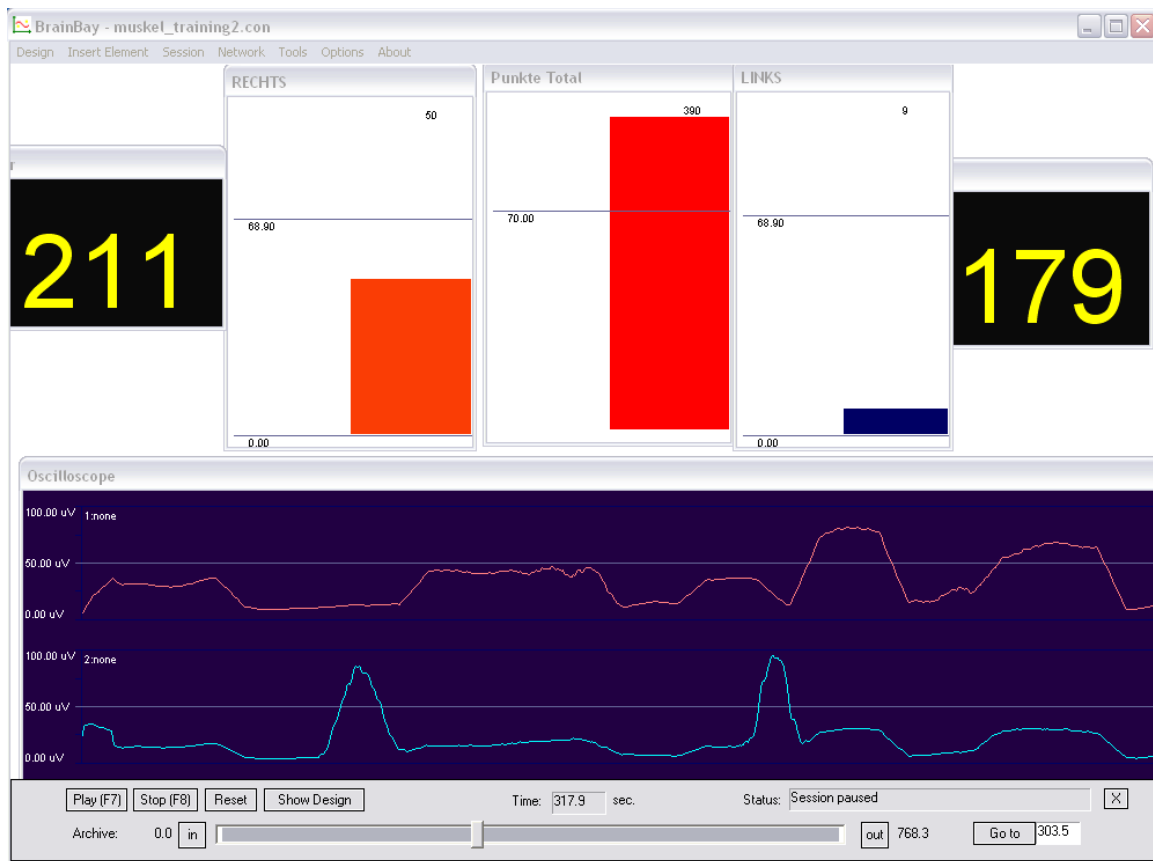 BrainBay - muskel_training2.con
Design Insert Element Session Network Tools Options About
RECHTS
50
68.90
0.00
Punkte Total
390
70.00
LINKS
9
68.90
0.00
r
211
179
Oscilloscope
100.00 uV 1:none
50.00 uV
0.00 uV
100.00 uV 2:none
50.00 uV
0.00 uV
Play (F7) Stop (F8) Reset Show Design Time: 317.9 sec. Status: Session paused X
Archive: 0.0 in out 768.3 Go to 303.5